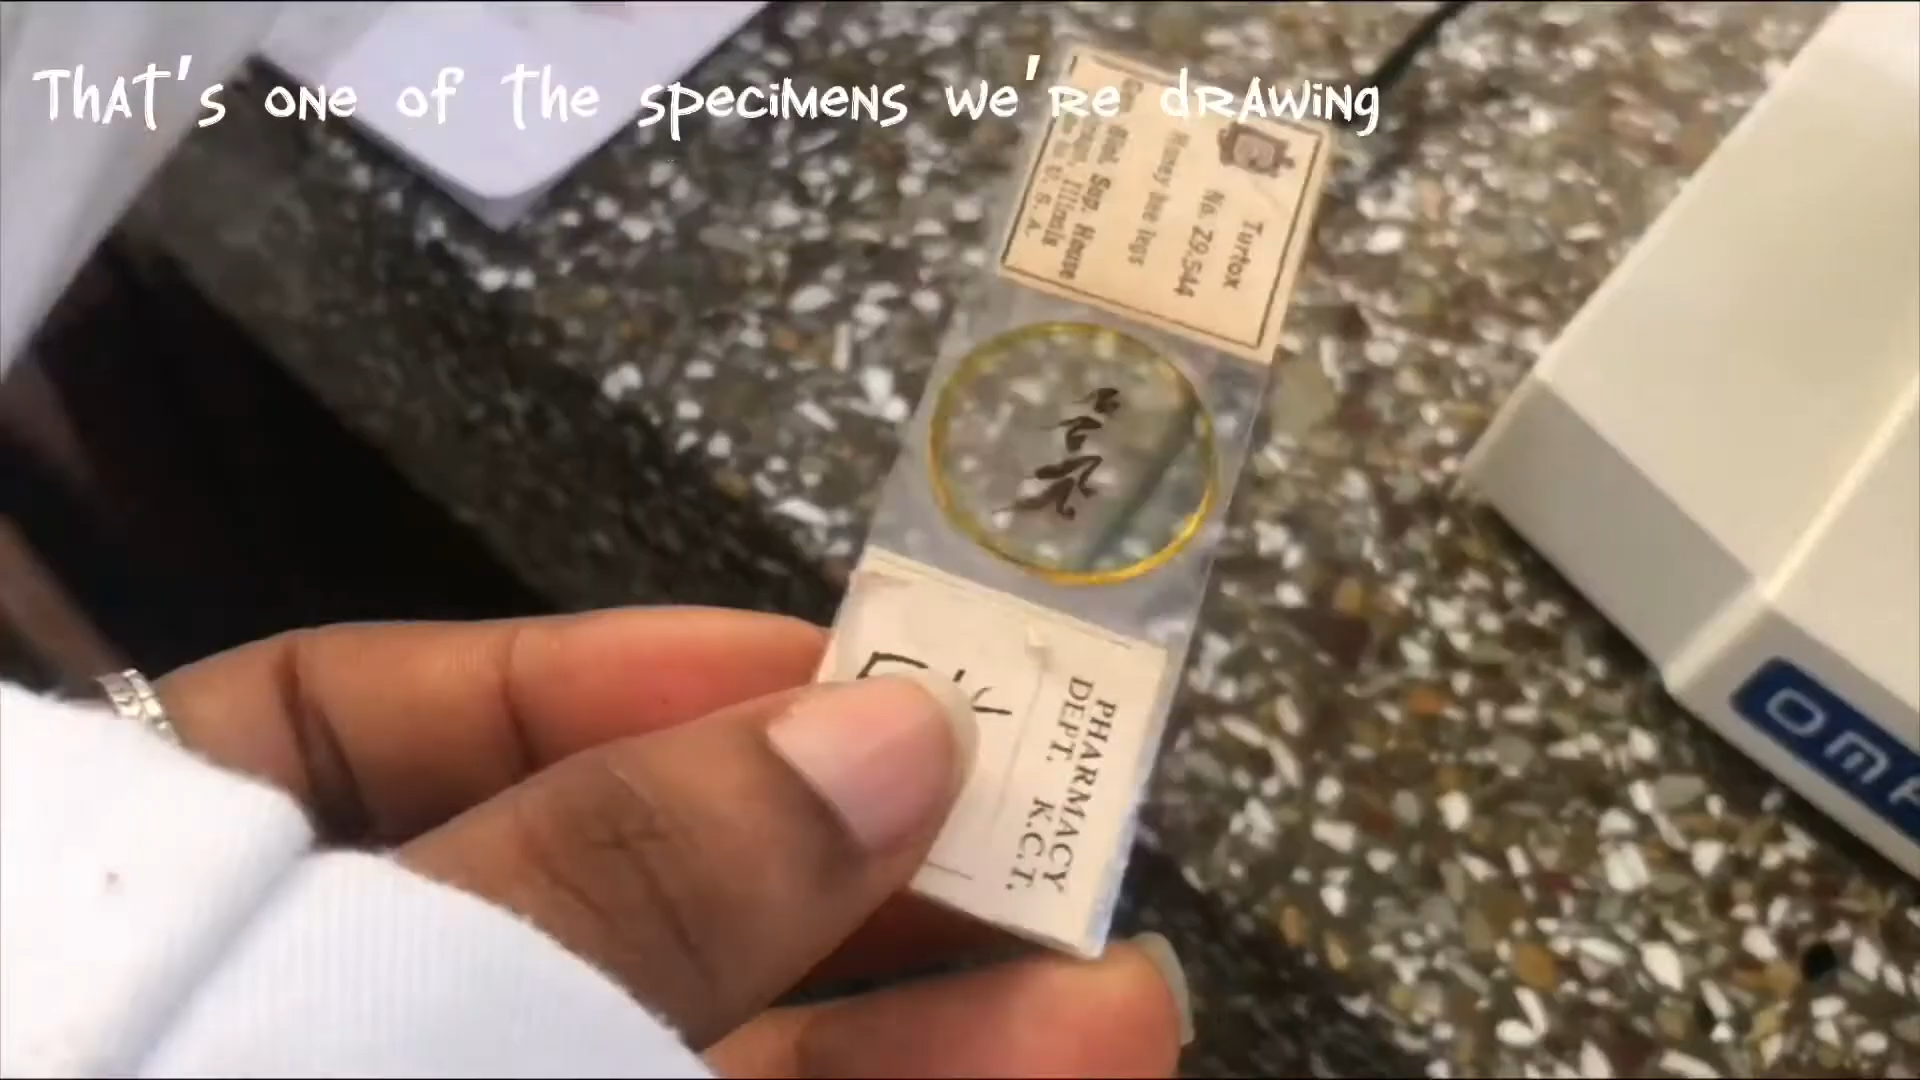 That's one of the specimens we're drawing
Turtox
No. Z9.544
Honey bee legs
Biol. Sup. House
Illinois
U. S. A.
PHARMACY
DEPT. K.C.T.
OM